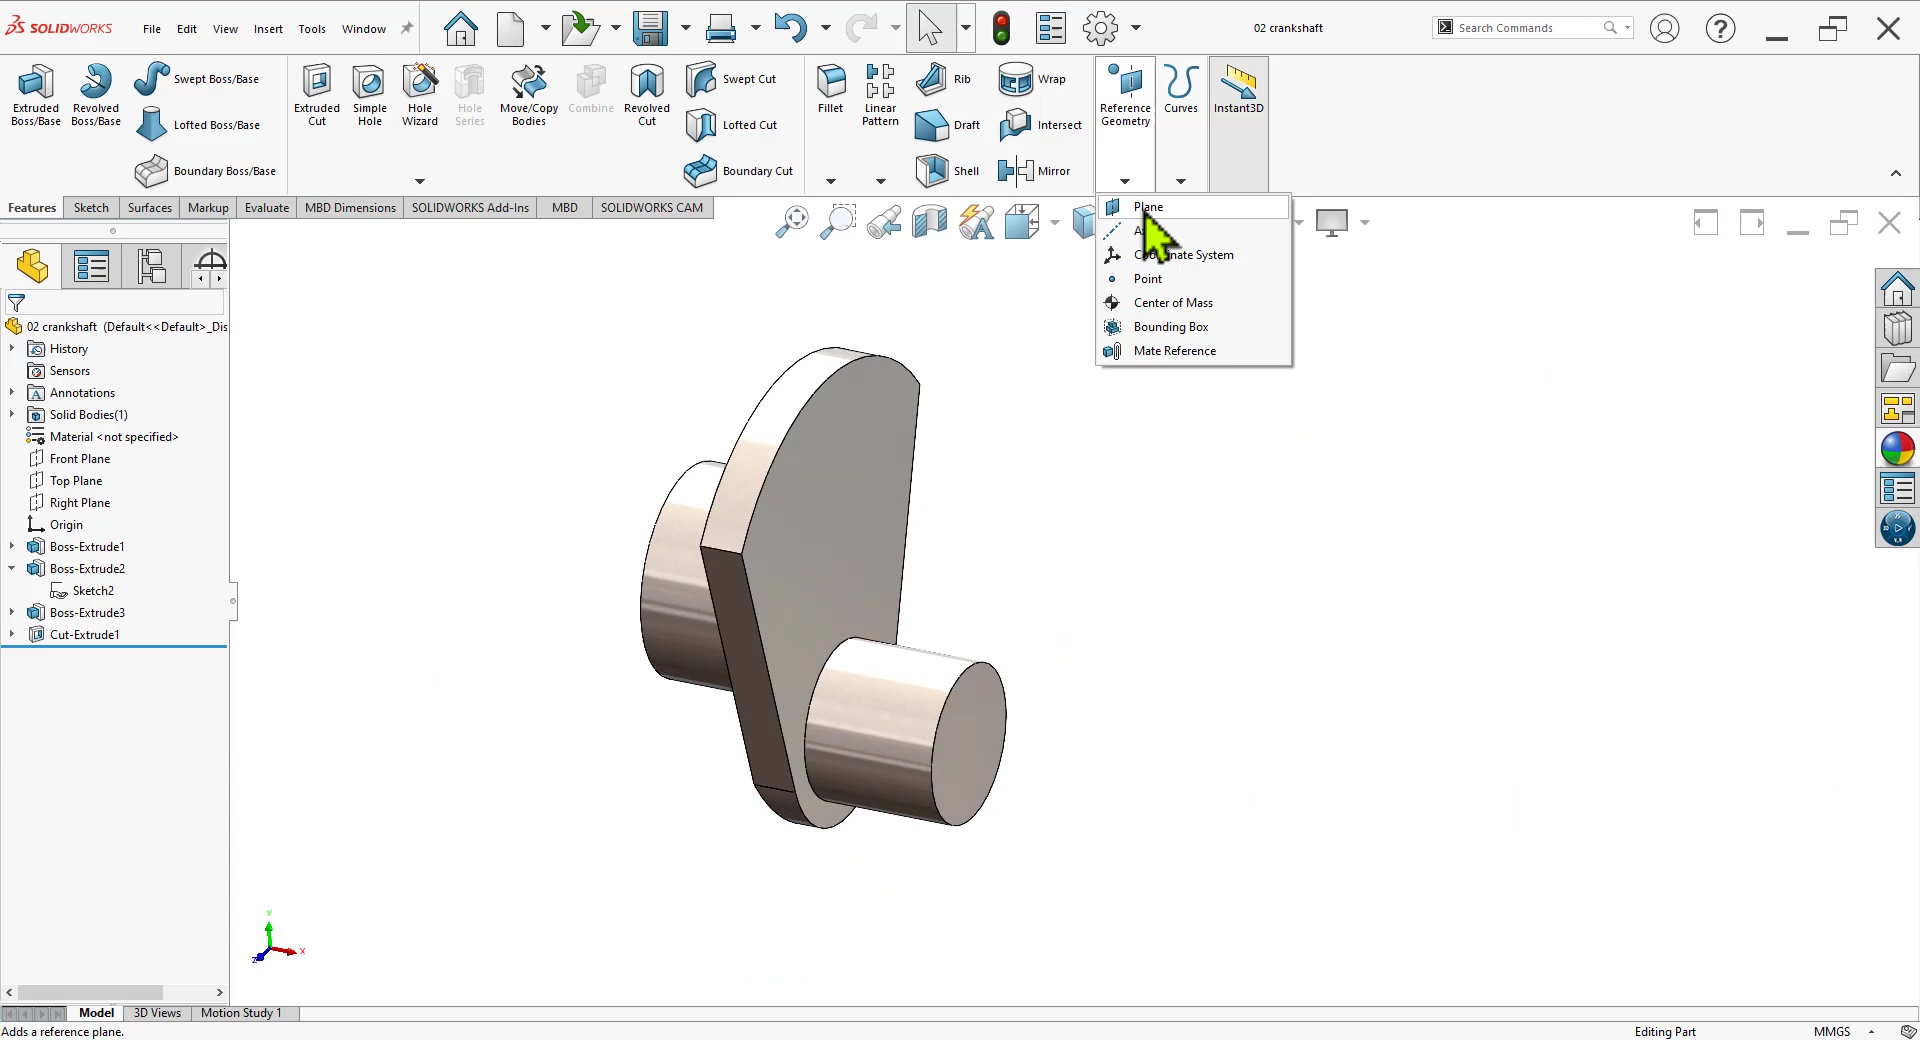 SOLIDWORKS
File
Edit
View
Insert
Tools
Window
02 crankshaft
Search Commands
Extruded Boss/Base
Revolved Boss/Base
Swept Boss/Base
Lofted Boss/Base
Boundary Boss/Base
Extruded Cut
Simple Hole
Hole Wizard
Hole Series
Move/Copy Bodies
Combine
Revolved Cut
Swept Cut
Lofted Cut
Boundary Cut
Fillet
Linear Pattern
Rib
Draft
Shell
Wrap
Intersect
Mirror
Reference Geometry
Curves
Instant3D
Features
Sketch
Surfaces
Markup
Evaluate
MBD Dimensions
SOLIDWORKS Add-Ins
MBD
SOLIDWORKS CAM
Plane
Coordinate System
Point
Center of Mass
Bounding Box
Mate Reference
02 crankshaft (Default<<Default>_Dis
History
Sensors
Annotations
Solid Bodies(1)
Material <not specified>
Front Plane
Top Plane
Right Plane
Origin
Boss-Extrude1
Boss-Extrude2
Sketch2
Boss-Extrude3
Cut-Extrude1
Y
X
Z
Model
3D Views
Motion Study 1
Adds a reference plane.
Editing Part
MMGS